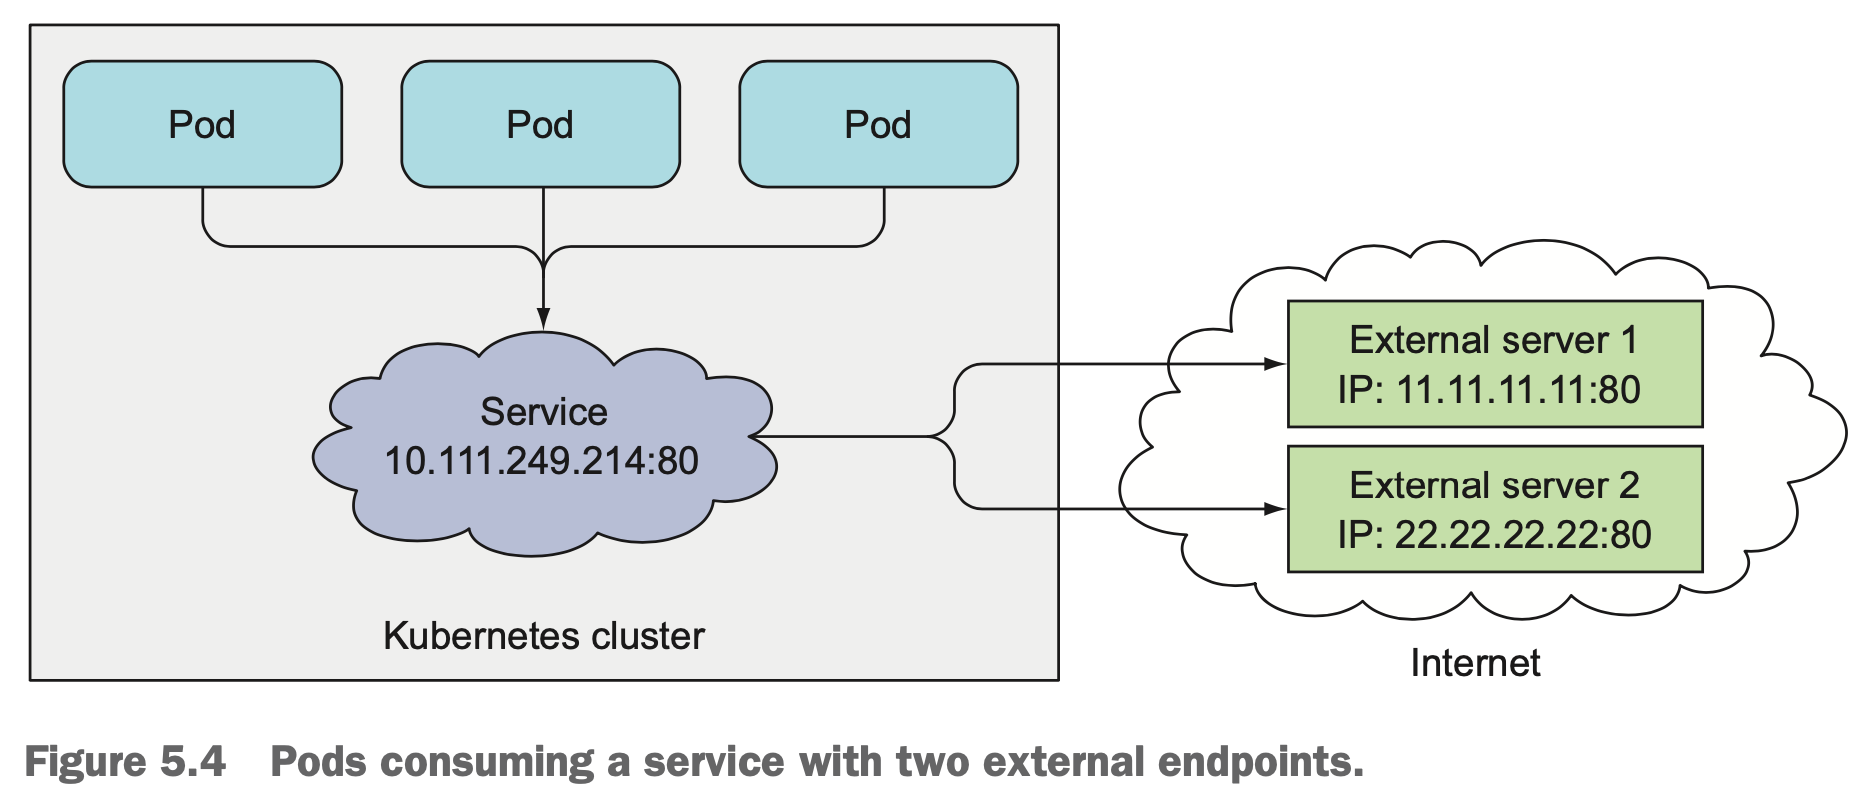 Pod
Pod
Pod
Service
10.111.249.214:80
Kubernetes cluster
External server 1
IP: 11.11.11.11:80
External server 2
IP: 22.22.22.22:80
Internet
Figure 5.4 Pods consuming a service with two external endpoints.